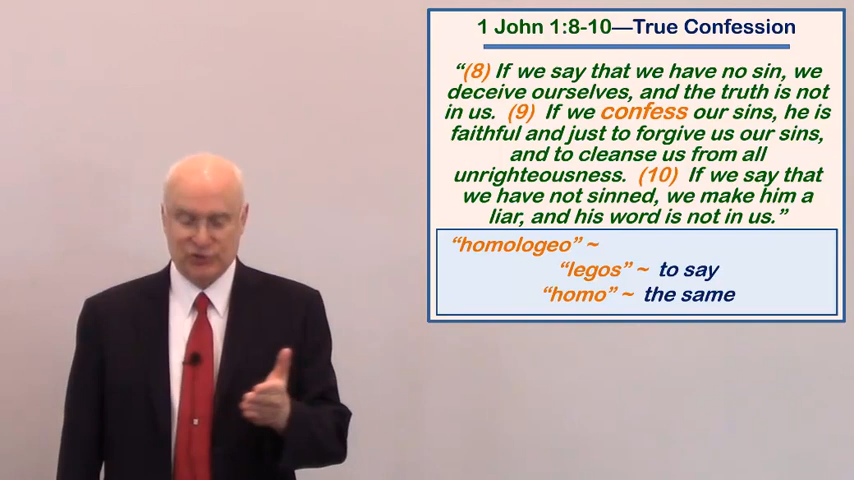 1 John 1:8-10—True Confession
“(8) If we say that we have no sin, we
deceive ourselves, and the truth is not
in us. (9) If we confess our sins, he is
faithful and just to forgive us our sins,
and to cleanse us from all
unrighteousness. (10) If we say that
we have not sinned, we make him a
liar, and his word is not in us.”
“homologeo” ~
“legos” ~ to say
“homo” ~ the same